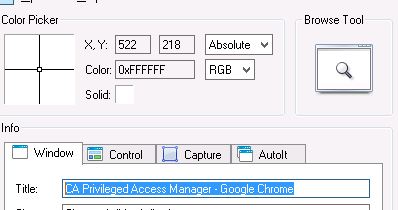 Color Picker
Browse Tool
X, Y: 522 218 Absolute
Color: 0xFFFFFF RGB
Solid:
Info
Window Control Capture AutoIt
Title: CA Privileged Access Manager - Google Chrome